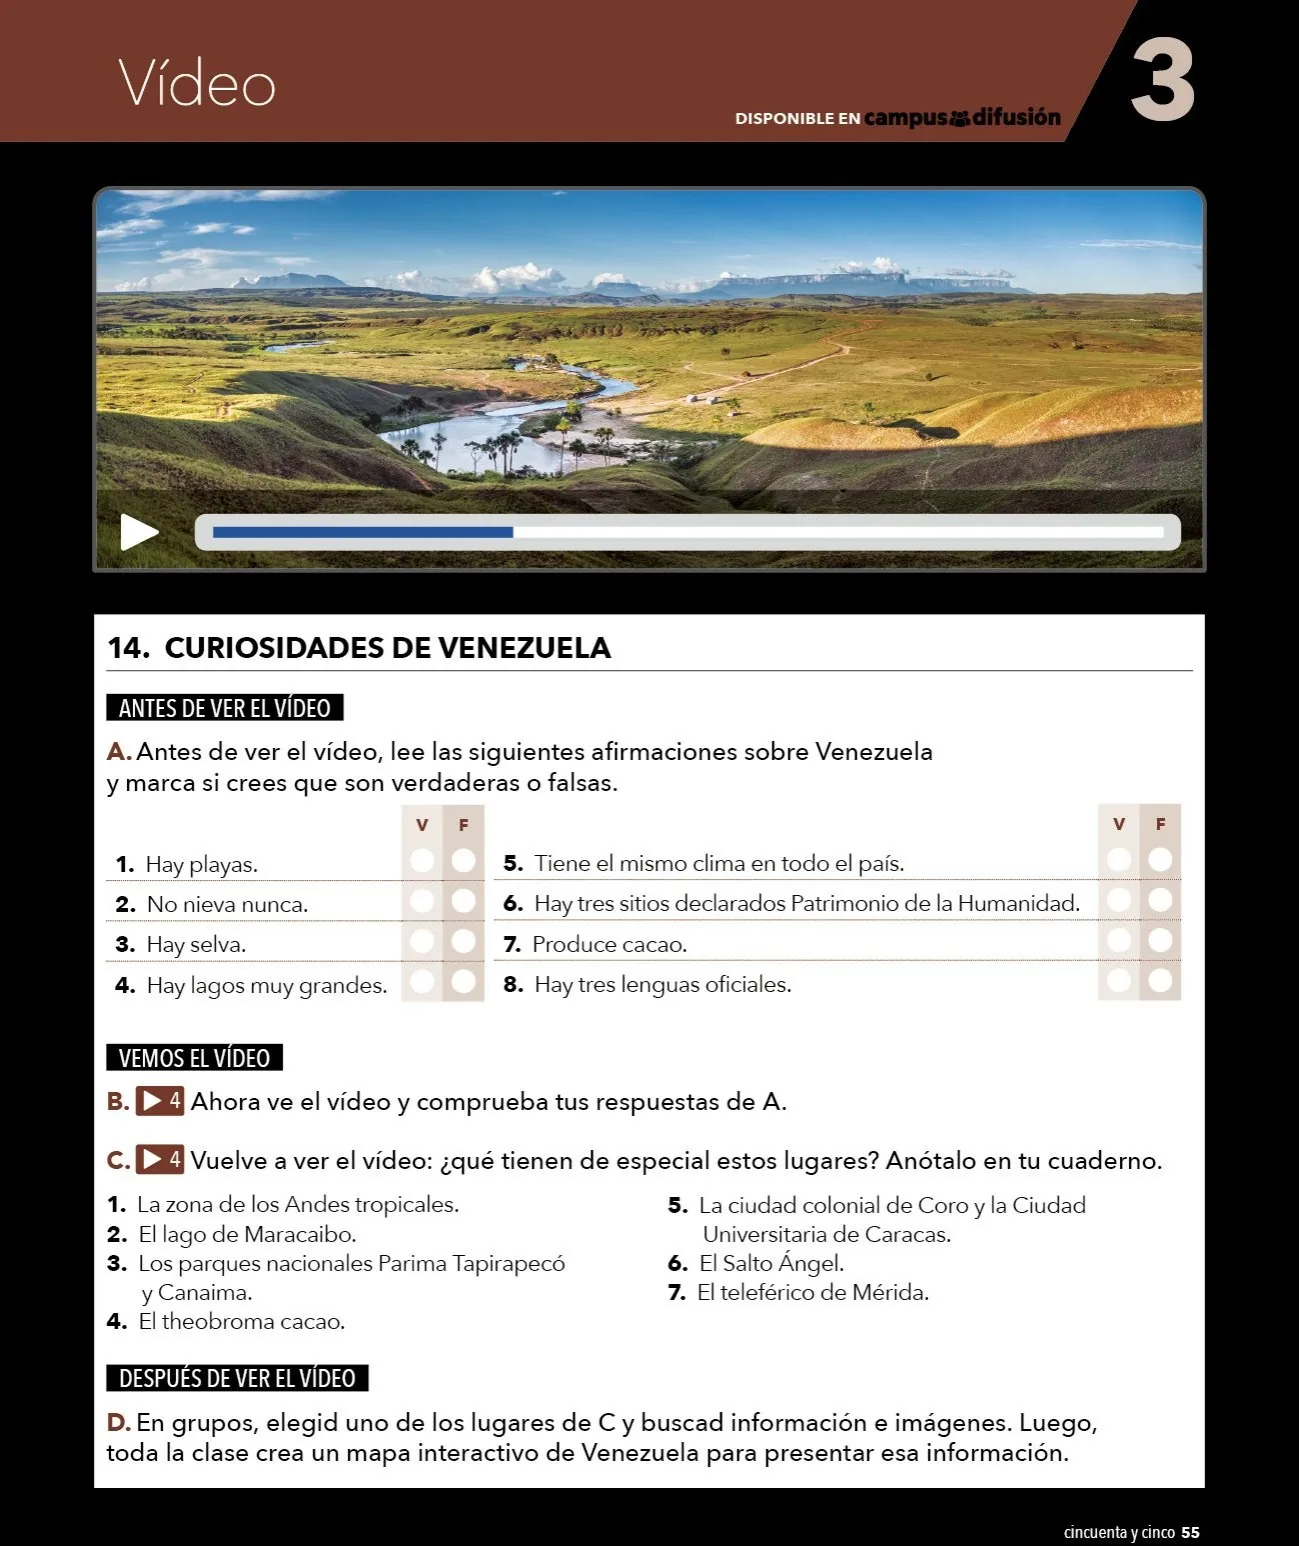 Vídeo
DISPONIBLE EN campus difusión
3
14. CURIOSIDADES DE VENEZUELA
ANTES DE VER EL VÍDEO
A. Antes de ver el vídeo, lee las siguientes afirmaciones sobre Venezuela
y marca si crees que son verdaderas o falsas.
V F
1. Hay playas.
2. No nieva nunca.
3. Hay selva.
4. Hay lagos muy grandes.
V F
5. Tiene el mismo clima en todo el país.
6. Hay tres sitios declarados Patrimonio de la Humanidad.
7. Produce cacao.
8. Hay tres lenguas oficiales.
VEMOS EL VÍDEO
B. 4 Ahora ve el vídeo y comprueba tus respuestas de A.
C. 4 Vuelve a ver el vídeo: ¿qué tienen de especial estos lugares? Anótalo en tu cuaderno.
1. La zona de los Andes tropicales.
2. El lago de Maracaibo.
3. Los parques nacionales Parima Tapirapecó
y Canaima.
4. El theobroma cacao.
5. La ciudad colonial de Coro y la Ciudad
Universitaria de Caracas.
6. El Salto Ángel.
7. El teleférico de Mérida.
DESPUÉS DE VER EL VÍDEO
D. En grupos, elegid uno de los lugares de C y buscad información e imágenes. Luego,
toda la clase crea un mapa interactivo de Venezuela para presentar esa información.
cincuenta y cinco 55